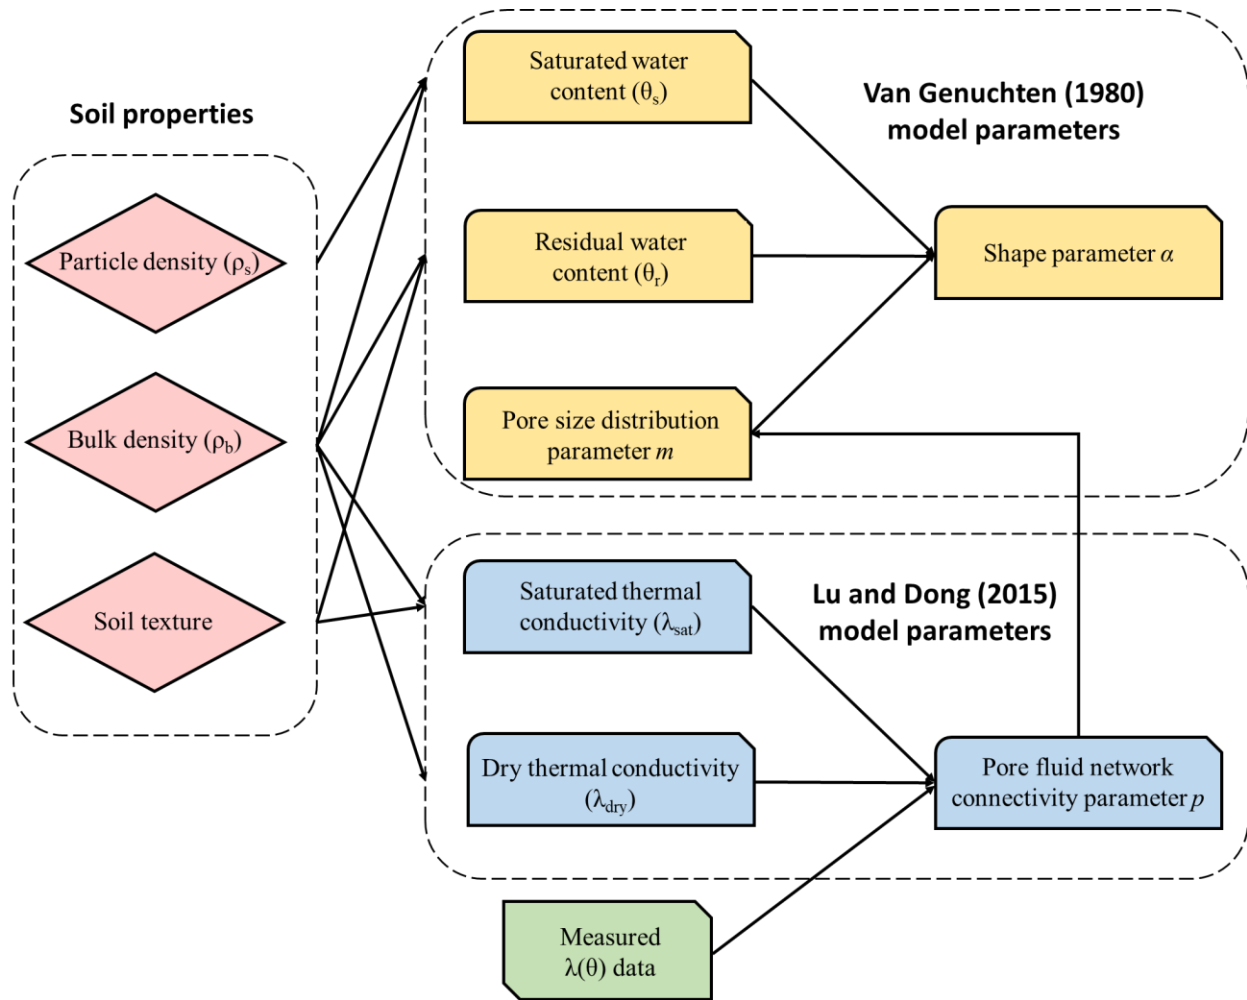 Soil properties
Particle density (ρs)
Bulk density (ρb)
Soil texture
Saturated water
content (θs)
Residual water
content (θr)
Pore size distribution
parameter m
Van Genuchten (1980)
model parameters
Shape parameter α
Saturated thermal
conductivity (λsat)
Dry thermal conductivity
(λdry)
Lu and Dong (2015)
model parameters
Pore fluid network
connectivity parameter p
Measured
λ(θ) data